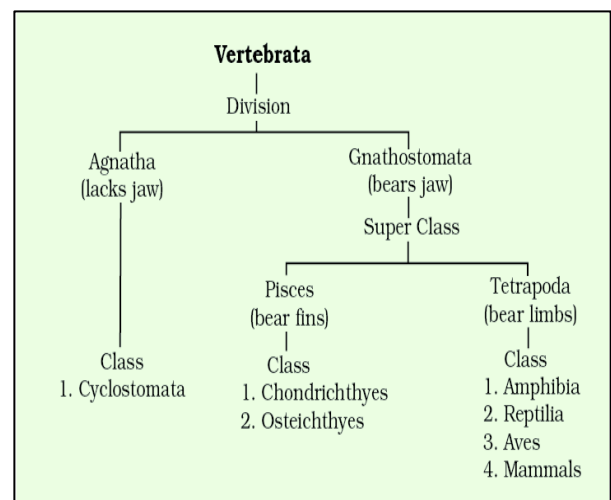 Vertebrata
Division
Agnatha
(lacks jaw)
Gnathostomata
(bears jaw)
Super Class
Pisces
(bear fins)
Tetrapoda
(bear limbs)
Class
1. Cyclostomata
Class
1. Chondrichthyes
2. Osteichthyes
Class
1. Amphibia
2. Reptilia
3. Aves
4. Mammals